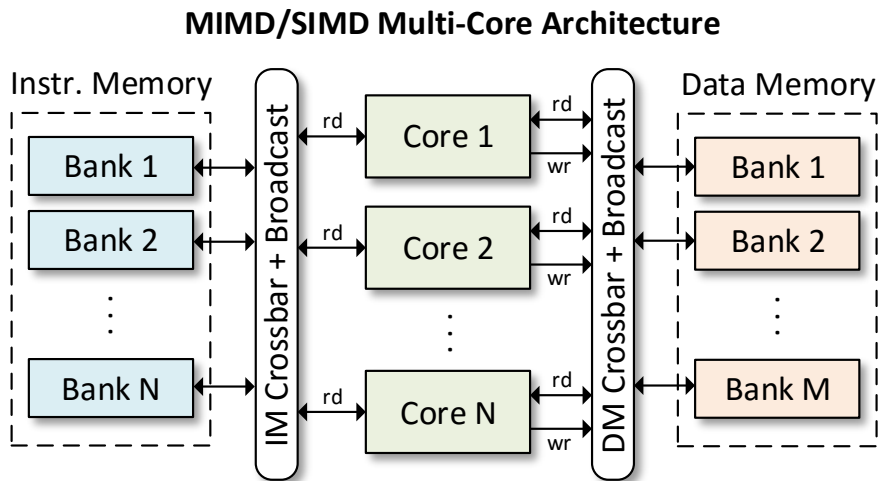 MIMD/SIMD Multi-Core Architecture
Instr. Memory
Bank 1
Bank 2
...
Bank N
IM Crossbar + Broadcast
rd
Core 1
rd
wr
rd
Core 2
rd
wr
...
rd
Core N
rd
wr
DM Crossbar + Broadcast
Data Memory
Bank 1
Bank 2
...
Bank M